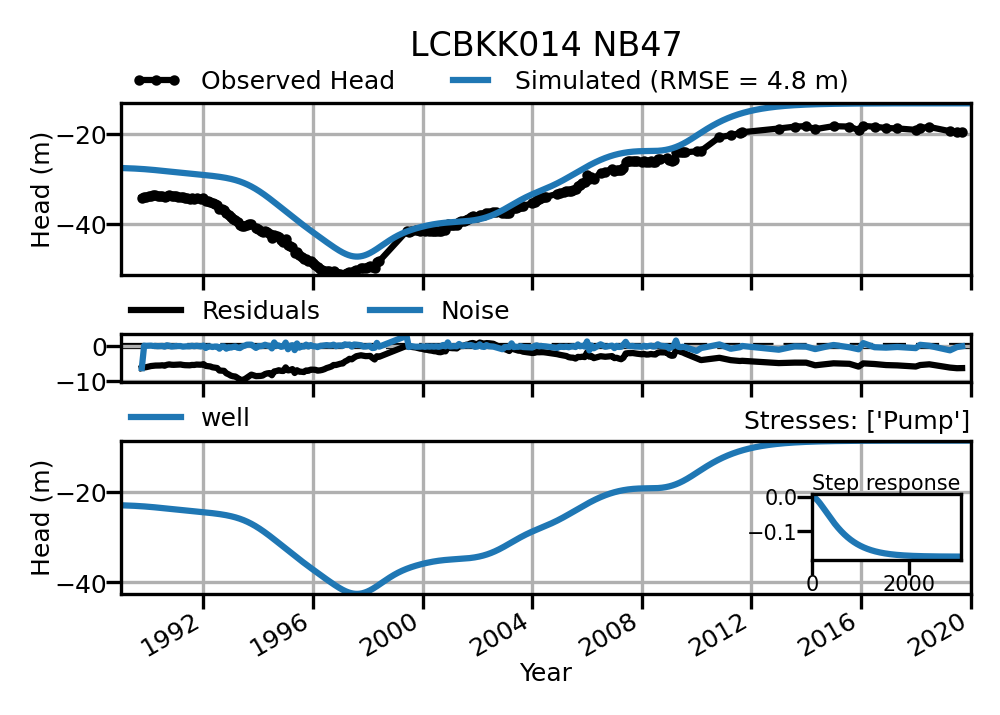 LCBKK014 NB47
Observed Head Simulated (RMSE = 4.8 m)
Head (m)
−20
−40
Residuals Noise
0
−10
well Stresses: ['Pump']
Head (m)
−20
−40
Step response
0.0
−0.1
0 2000
1992 1996 2000 2004 2008 2012 2016 2020
Year